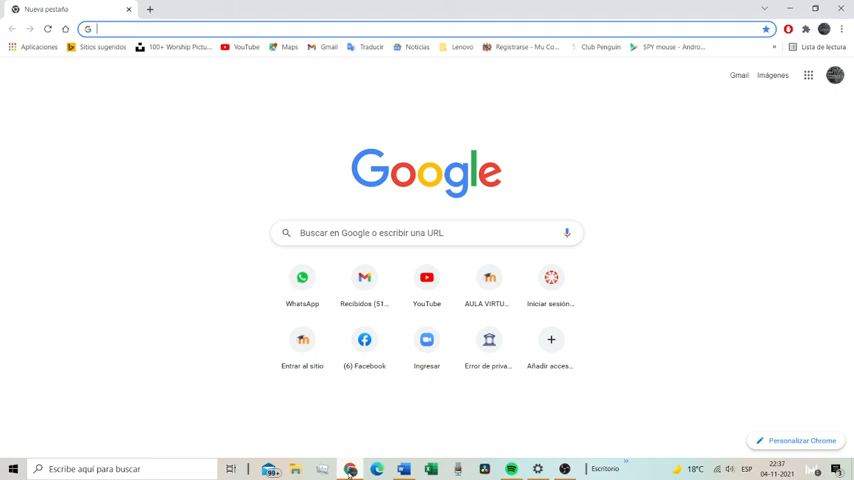 Nueva pestaña
Aplicaciones Sitios sugeridos 100+ Worship Pictu... YouTube Maps Gmail Traducir Noticias Lenovo Registrarse - Mu Co... Club Penguin SPY mouse - Andro... » Lista de lectura
Gmail Imágenes
Google
Buscar en Google o escribir una URL
WhatsApp Recibidos (51... YouTube AULA VIRTU... Iniciar sesión...
Entrar al sitio (6) Facebook Ingresar Error de priva... Añadir acces...
Personalizar Chrome
Escribe aquí para buscar 99+ Escritorio » 18°C ESP 22:37
04-11-2021